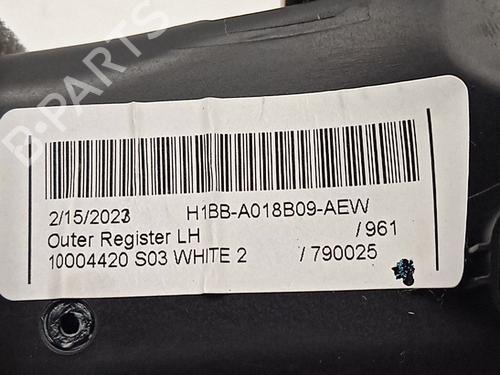 B-PARTS
2/15/2023 H1BB-A018B09-AEW
Outer Register LH /961
10004420 S03 WHITE 2 /790025